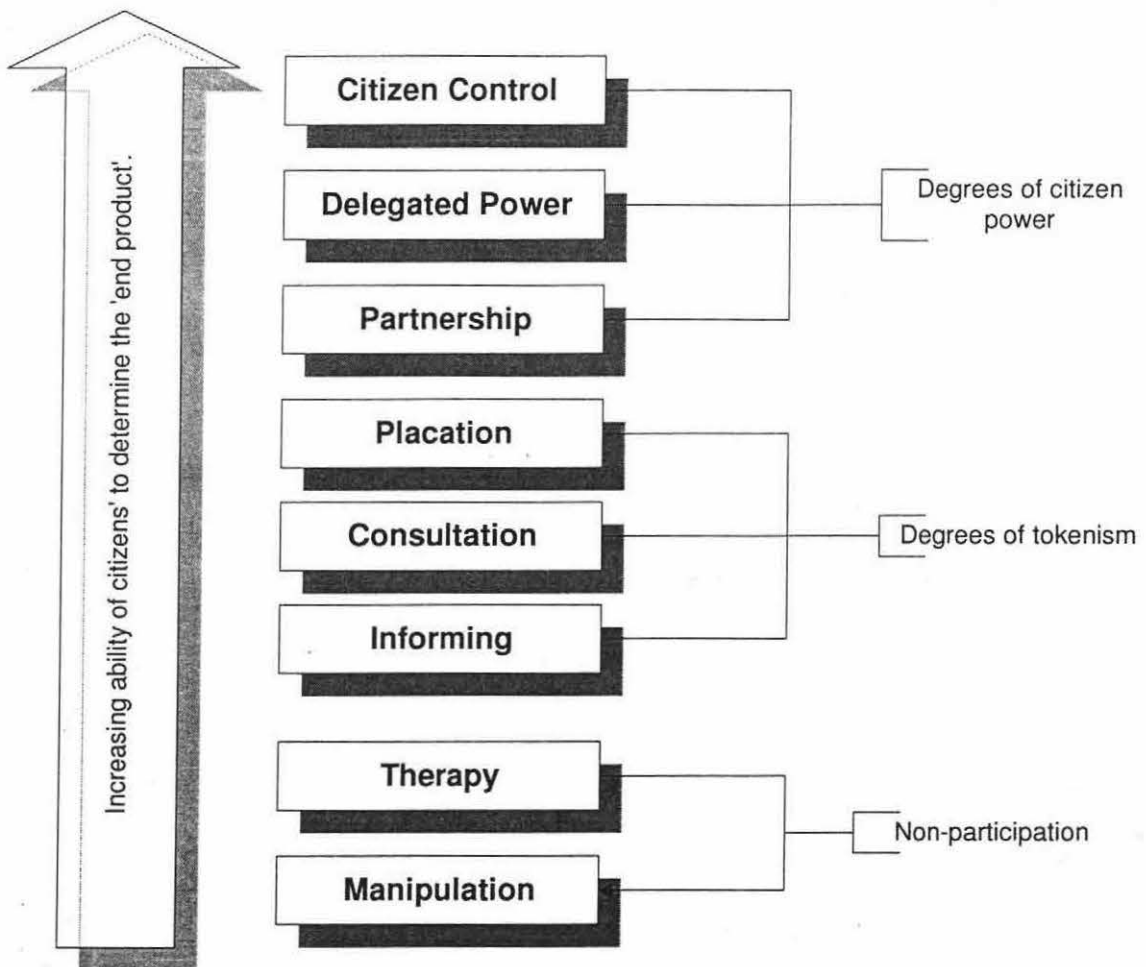 Increasing ability of citizens' to determine the 'end product'.
Citizen Control
Delegated Power
Partnership
Degrees of citizen
power
Placation
Consultation
Informing
Degrees of tokenism
Therapy
Manipulation
Non-participation